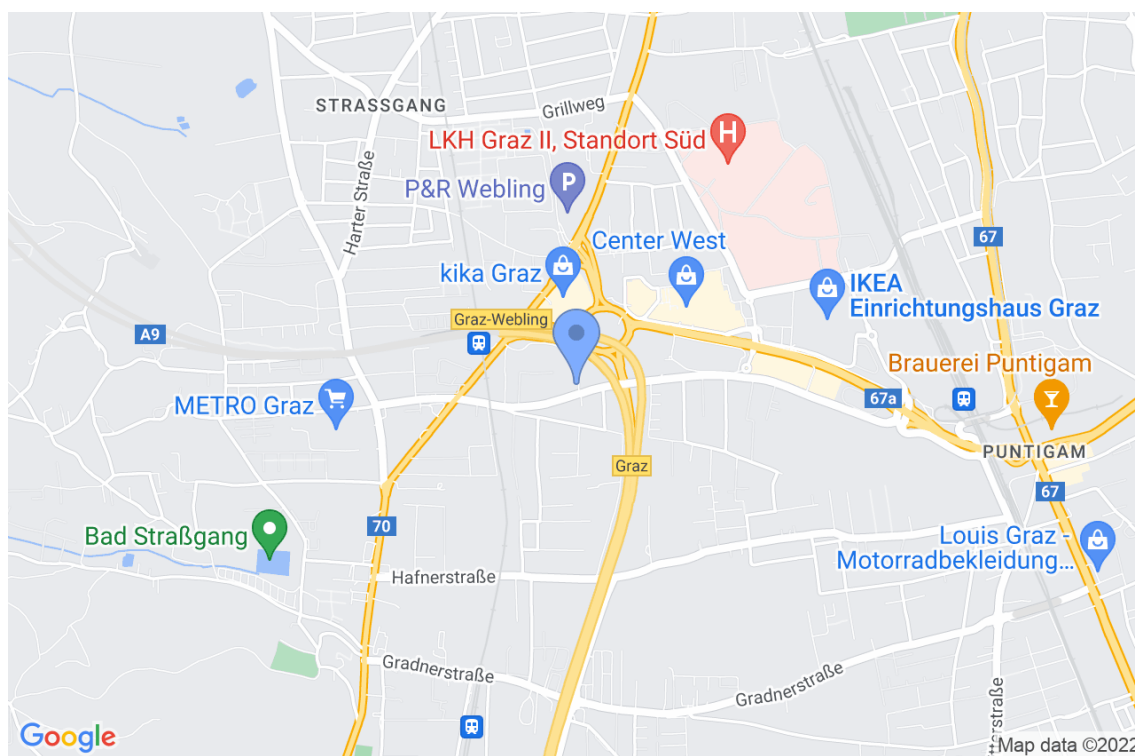 STRASSGANG
Grillweg
LKH Graz II, Standort Süd
H
Harter Straße
P&R Webling
P
67
Center West
kika Graz
IKEA
Einrichtungshaus Graz
Graz-Webling
A9
Brauerei Puntigam
METRO Graz
67a
PUNTIGAM
Graz
67
70
Bad Straßgang
Louis Graz -
Motorradbekleidung...
Hafnerstraße
Gradnerstraße
Gradnerstraße
Google
Map data ©2022